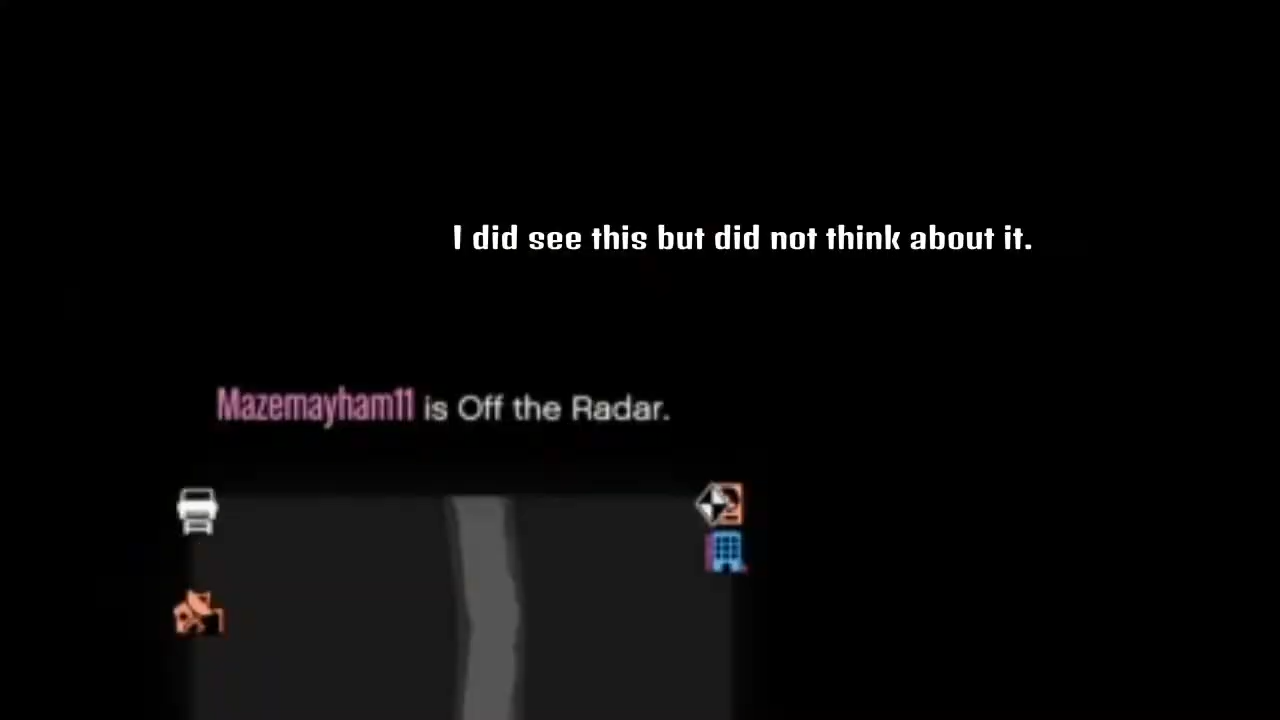 I did see this but did not think about it.
Mazemayham11 is Off the Radar.